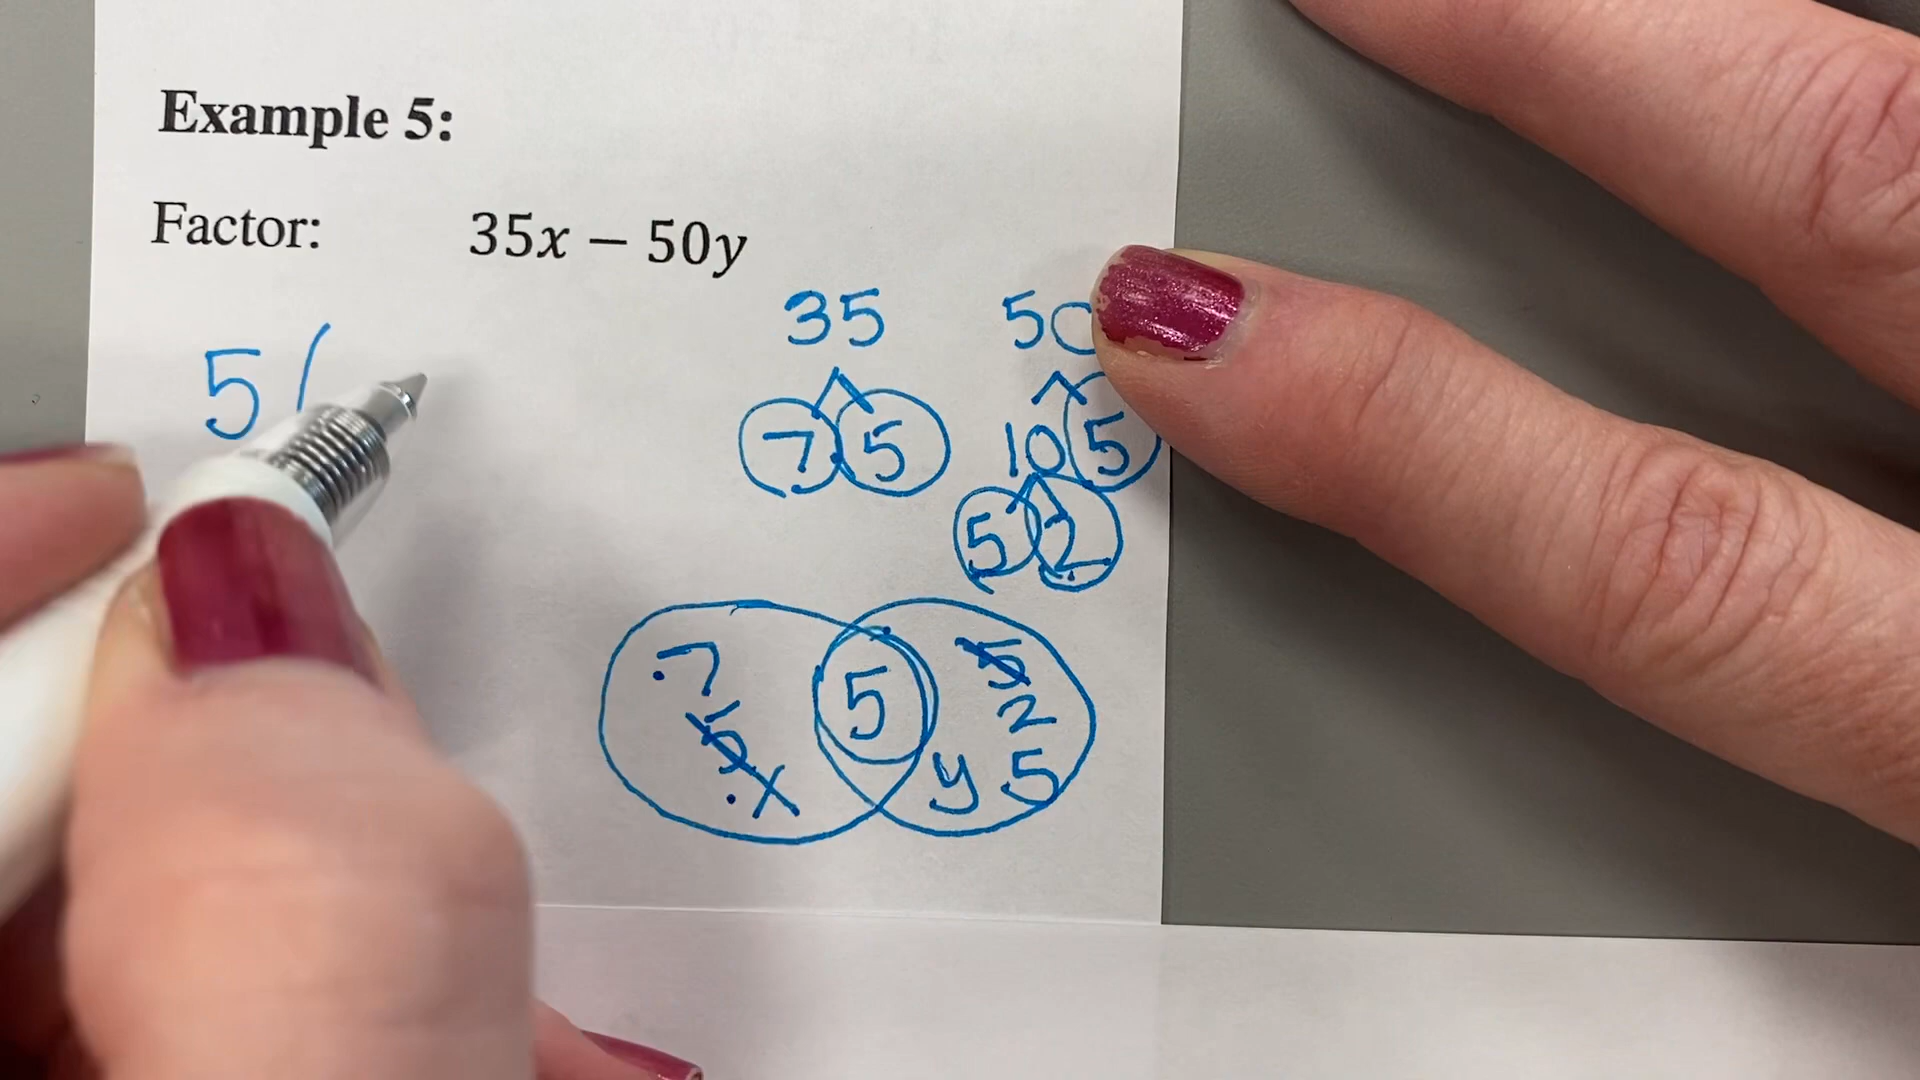 Example 5:
Factor: 35x − 50y
5 (
35 50
7 5 10 5
5 2
7 5 5
5 2
x y 5